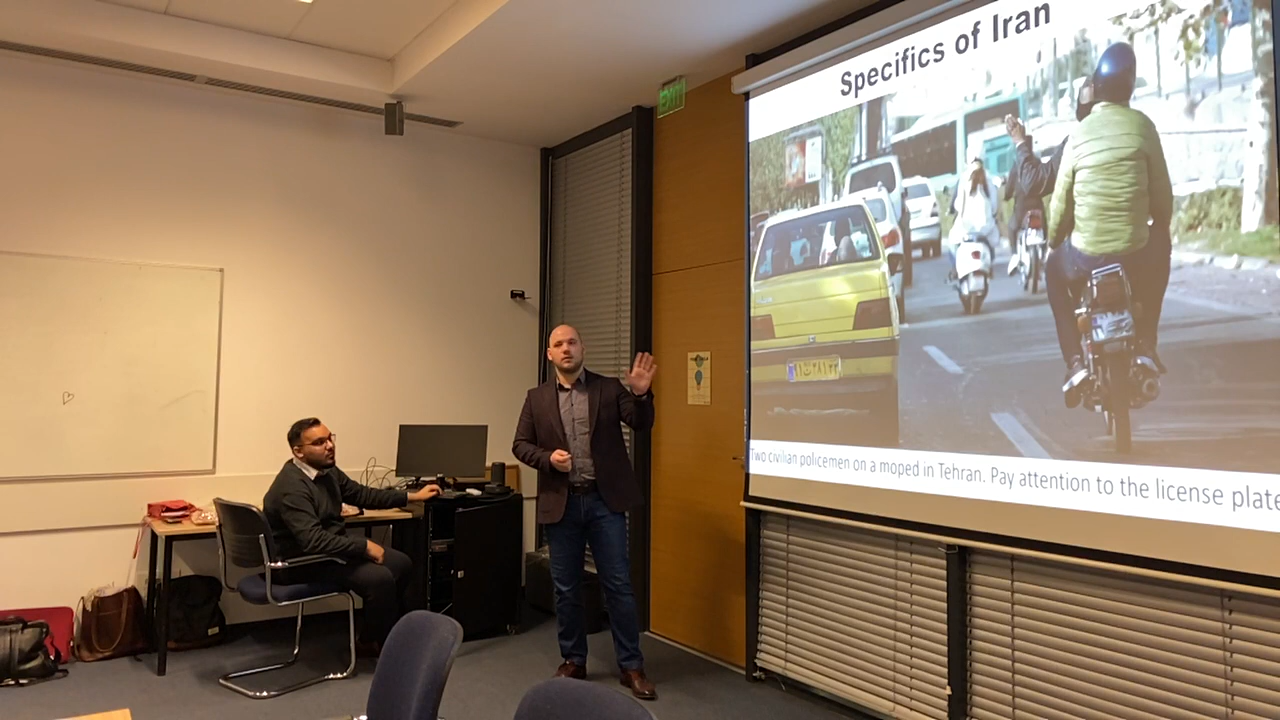 Specifics of Iran
EXIT
Two civilian policemen on a moped in Tehran. Pay attention to the license plate